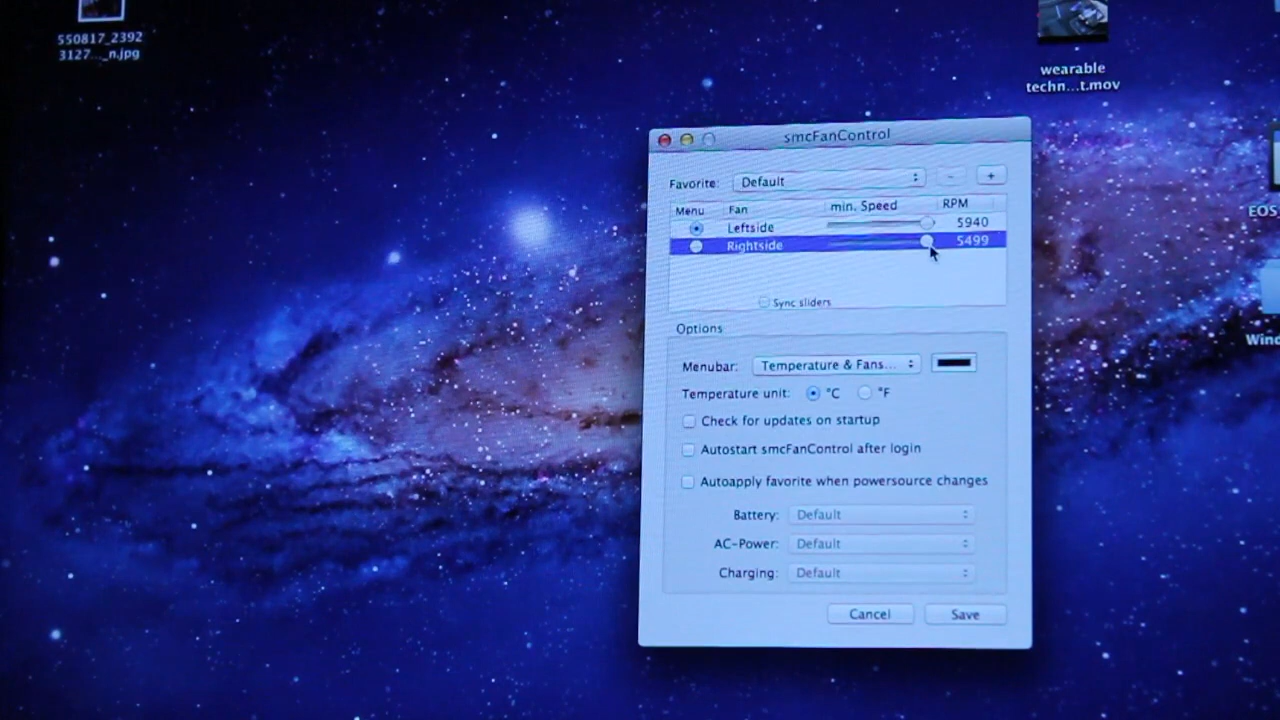 550817_2392
3127..._n.jpg
wearable
techn...t.mov
EOS
Wind
smcFanControl
Favorite: Default - +
Menu Fan min. Speed RPM
Leftside 5940
Rightside 5499
Sync sliders
Options
Menubar: Temperature & Fans...
Temperature unit: °C °F
Check for updates on startup
Autostart smcFanControl after login
Autoapply favorite when powersource changes
Battery: Default
AC-Power: Default
Charging: Default
Cancel Save